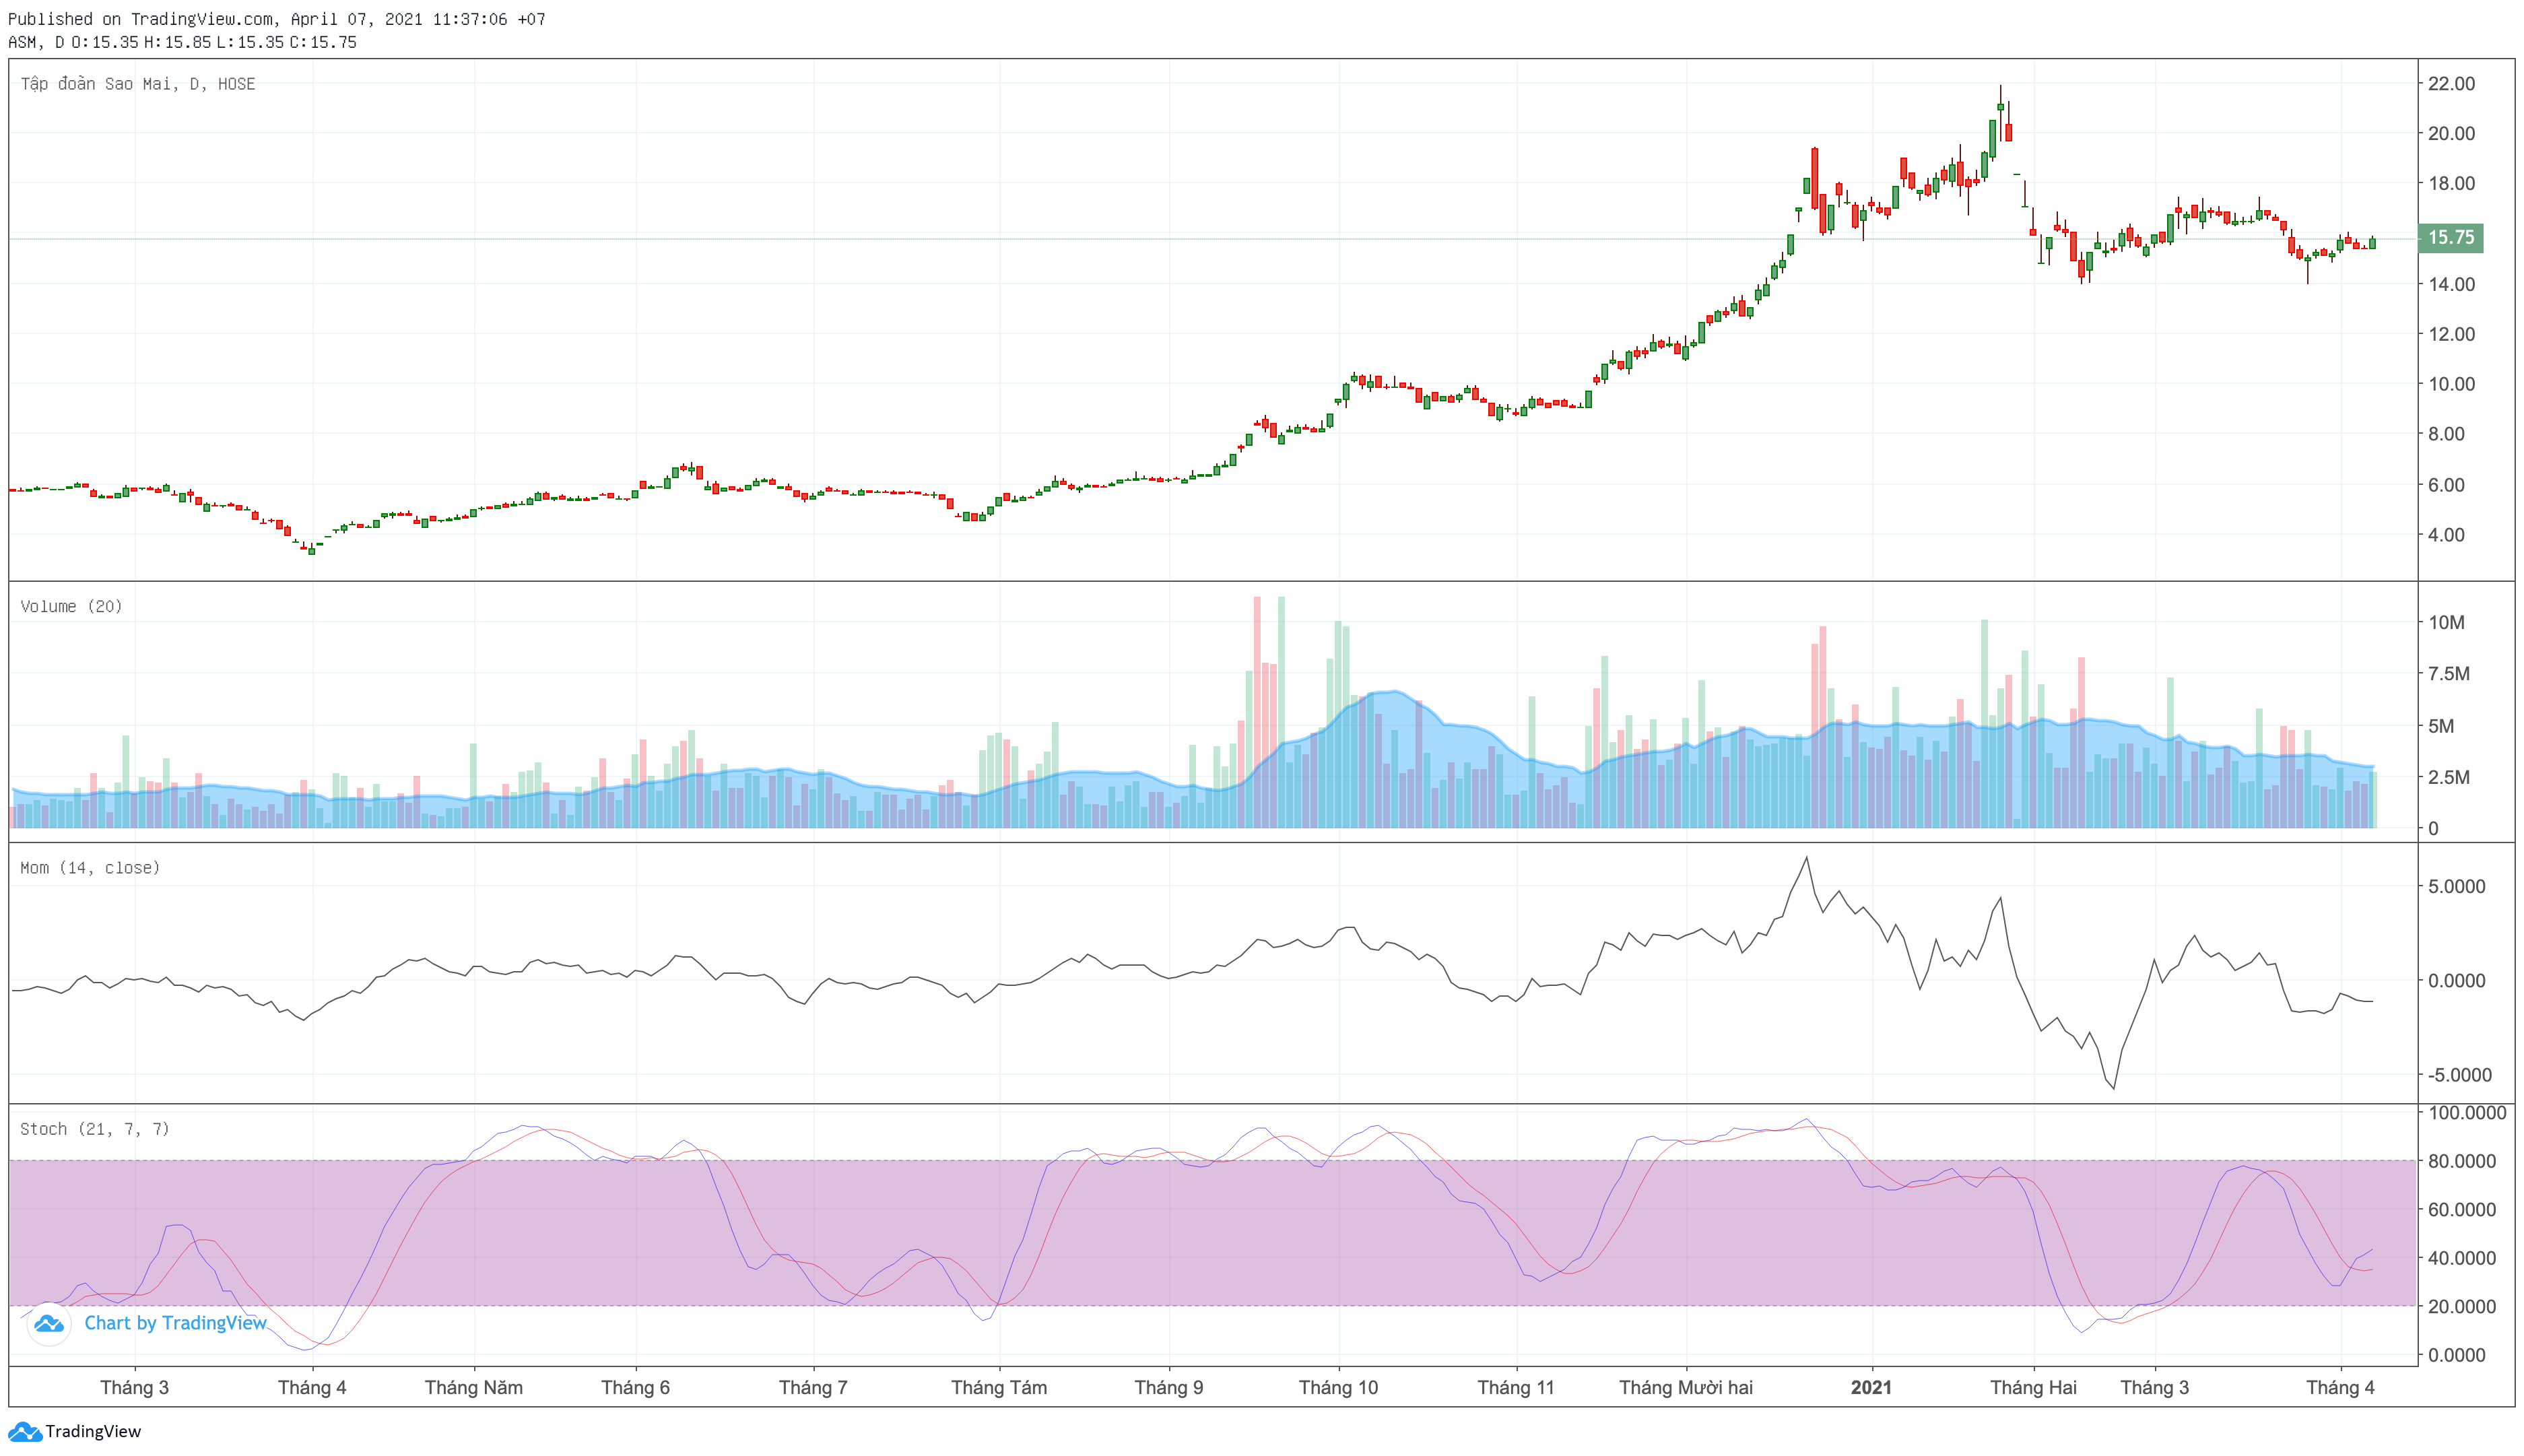 Published on TradingView.com, April 07, 2021 11:37:06 +07
ASM, D O:15.35 H:15.85 L:15.35 C:15.75
Tập đoàn Sao Mai, D, HOSE
22.00
20.00
18.00
15.75
14.00
12.00
10.00
8.00
6.00
4.00
Volume (20)
10M
7.5M
5M
2.5M
0
Mom (14, close)
5.0000
0.0000
-5.0000
Stoch (21, 7, 7)
100.0000
80.0000
60.0000
40.0000
20.0000
0.0000
Chart by TradingView
Tháng 3 Tháng 4 Tháng Năm Tháng 6 Tháng 7 Tháng Tám Tháng 9 Tháng 10 Tháng 11 Tháng Mười hai 2021 Tháng Hai Tháng 3 Tháng 4
TradingView